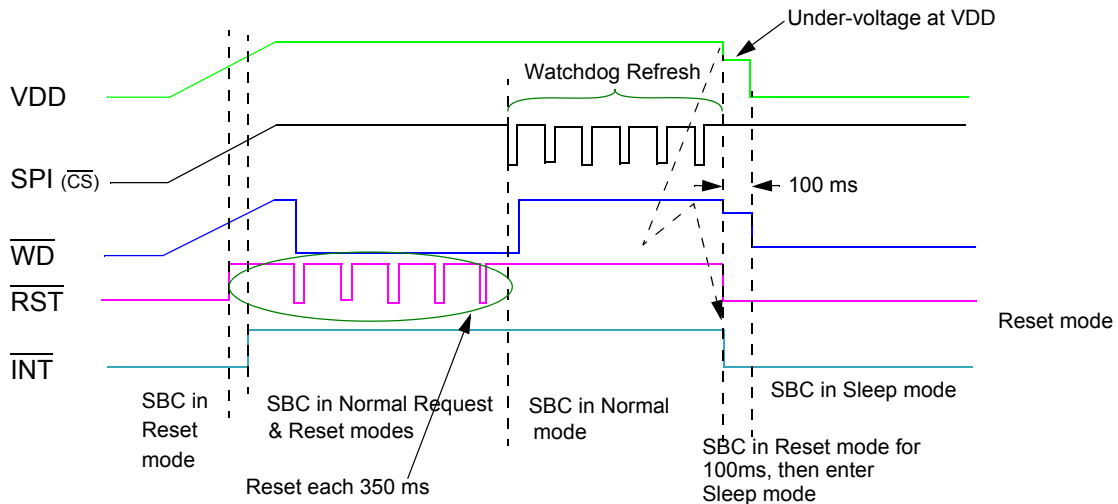 Under-voltage at VDD
Watchdog Refresh
VDD
SPI (CS)
100 ms
WD
RST
Reset mode
INT
SBC in
Reset
mode
SBC in Normal Request
& Reset modes
SBC in Normal
mode
SBC in Sleep mode
SBC in Reset mode for
100ms, then enter
Sleep mode
Reset each 350 ms